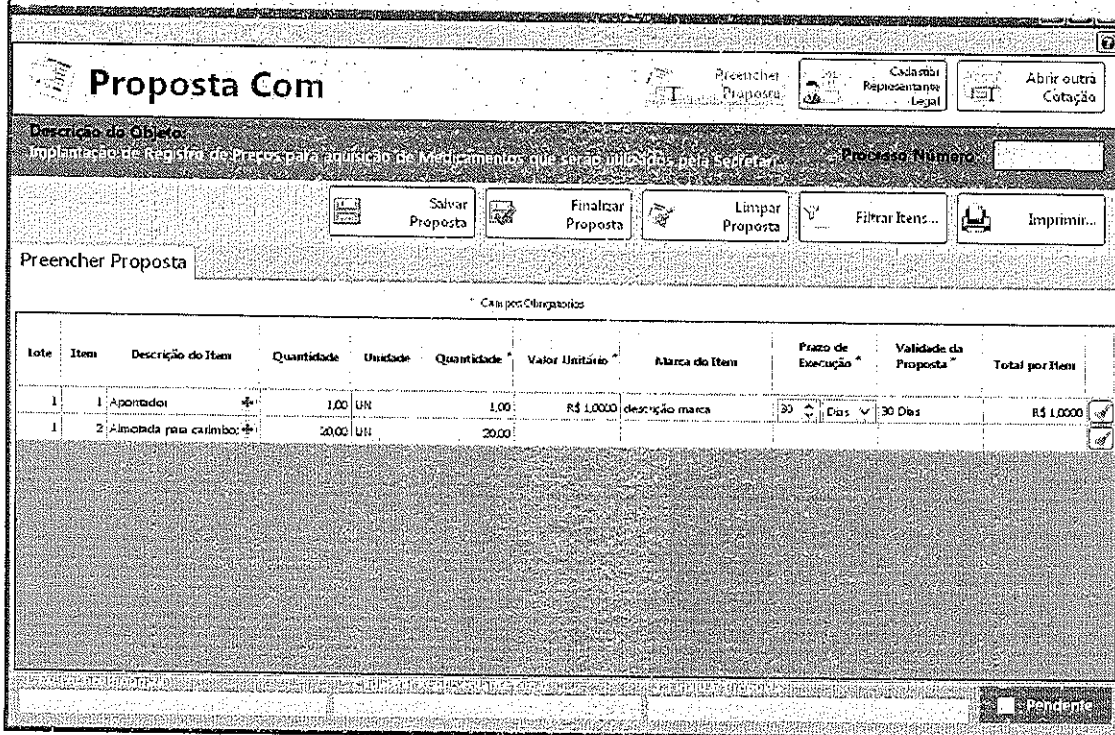 Proposta Com
Preencher Proposta
Cadastrar Representante Legal
Abrir outra Cotação
Descrição do Objeto:
Implantação de Registro de Preços para aquisição de Medicamentos que serão utilizados pela Secretari...
Processo Número:
Salvar Proposta
Finalizar Proposta
Limpar Proposta
Filtrar Itens...
Imprimir...
Preencher Proposta
* Campos Obrigatorios
Lote Item Descrição do Item Quantidade Unidade Quantidade * Valor Unitário * Marca do Item Prazo de Execução * Validade da Proposta * Total por Item
1 1 Apontador 1,00 UN 1,00 R$ 1,0000 descrição marca 30 Dias 30 Dias R$ 1,0000
1 2 Almofada para carimbo: 20,00 UN 20,00
Pendente